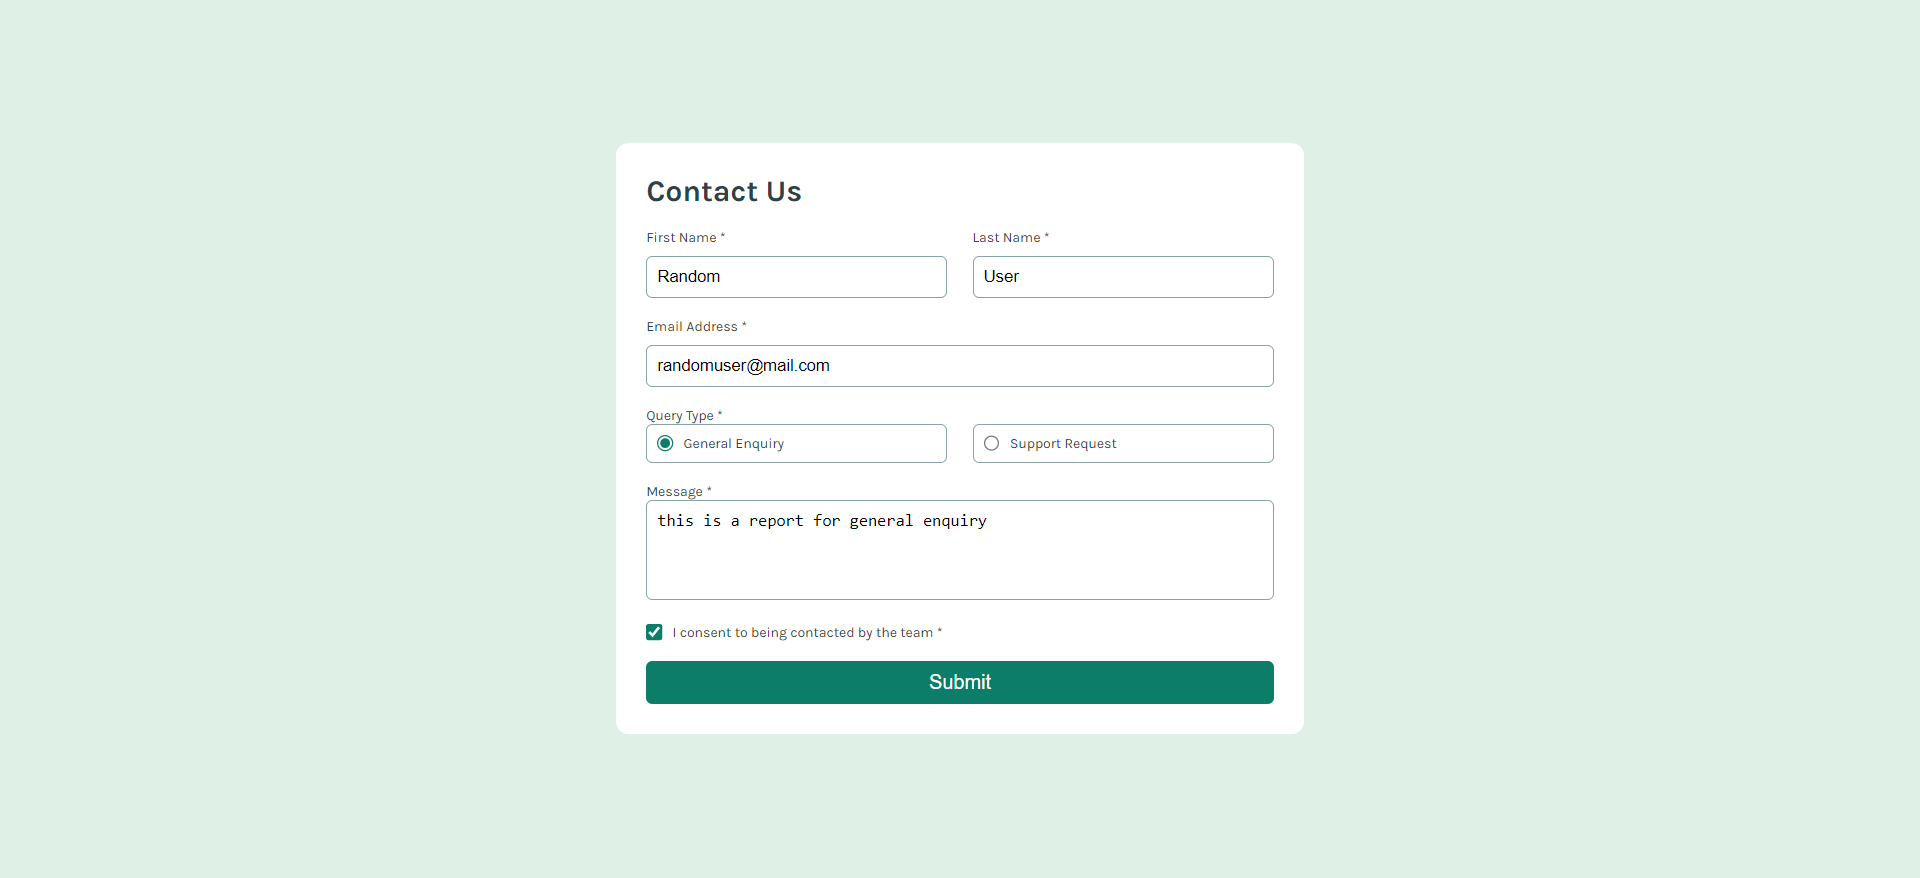 Contact Us
First Name * Last Name *
Random User
Email Address *
randomuser@mail.com
Query Type *
General Enquiry Support Request
Message *
this is a report for general enquiry
I consent to being contacted by the team *
Submit